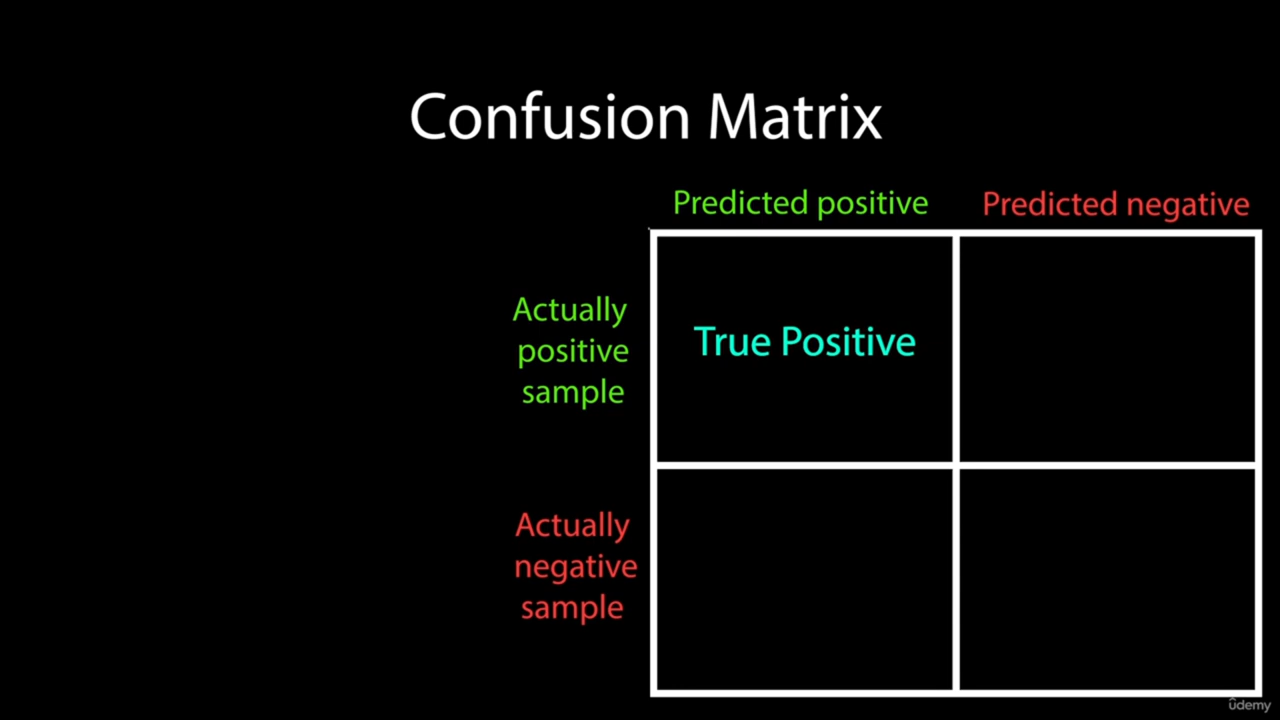 Confusion Matrix
Predicted positive
Predicted negative
Actually
positive
sample
True Positive
Actually
negative
sample
ûdemy